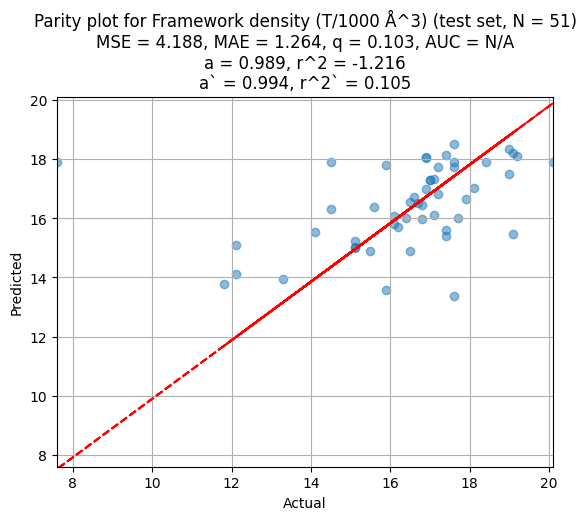 Parity plot for Framework density (T/1000 Å^3) (test set, N = 51)
MSE = 4.188, MAE = 1.264, q = 0.103, AUC = N/A
a = 0.989, r^2 = -1.216
a` = 0.994, r^2` = 0.105
20
18
16
14
12
10
8
Predicted
8 10 12 14 16 18 20
Actual